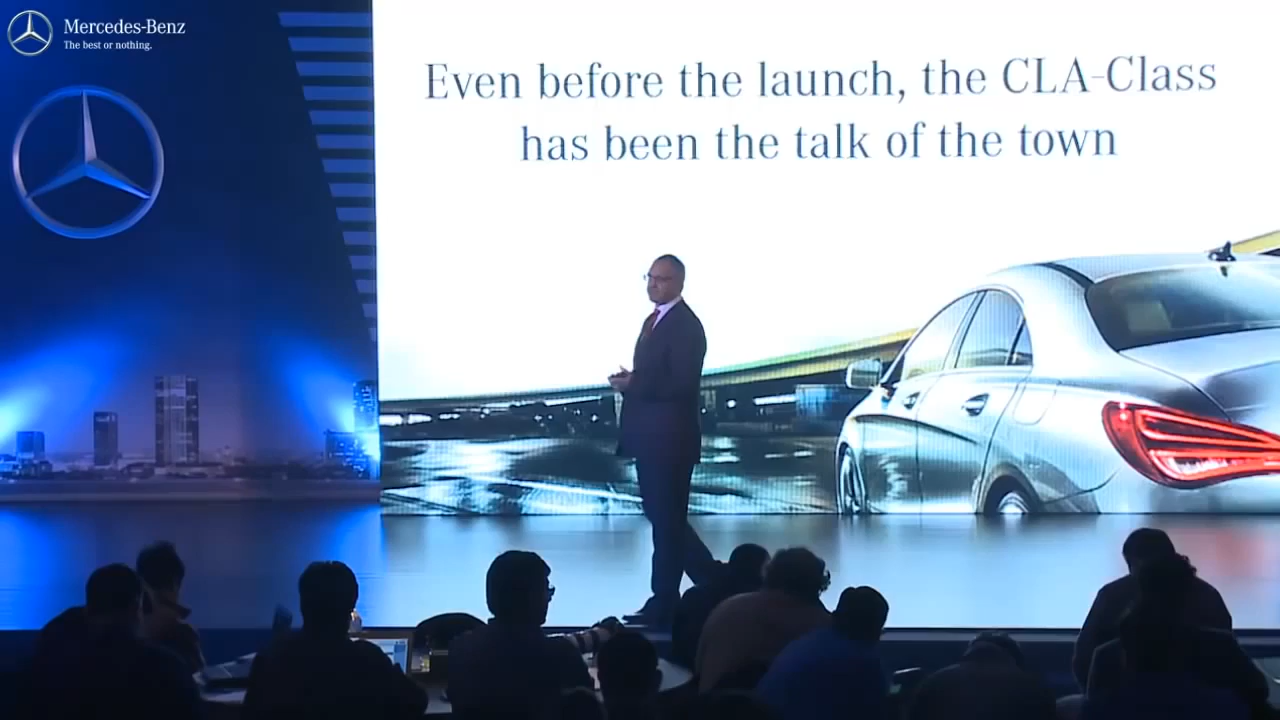 Mercedes-Benz
The best or nothing.
Even before the launch, the CLA-Class
has been the talk of the town